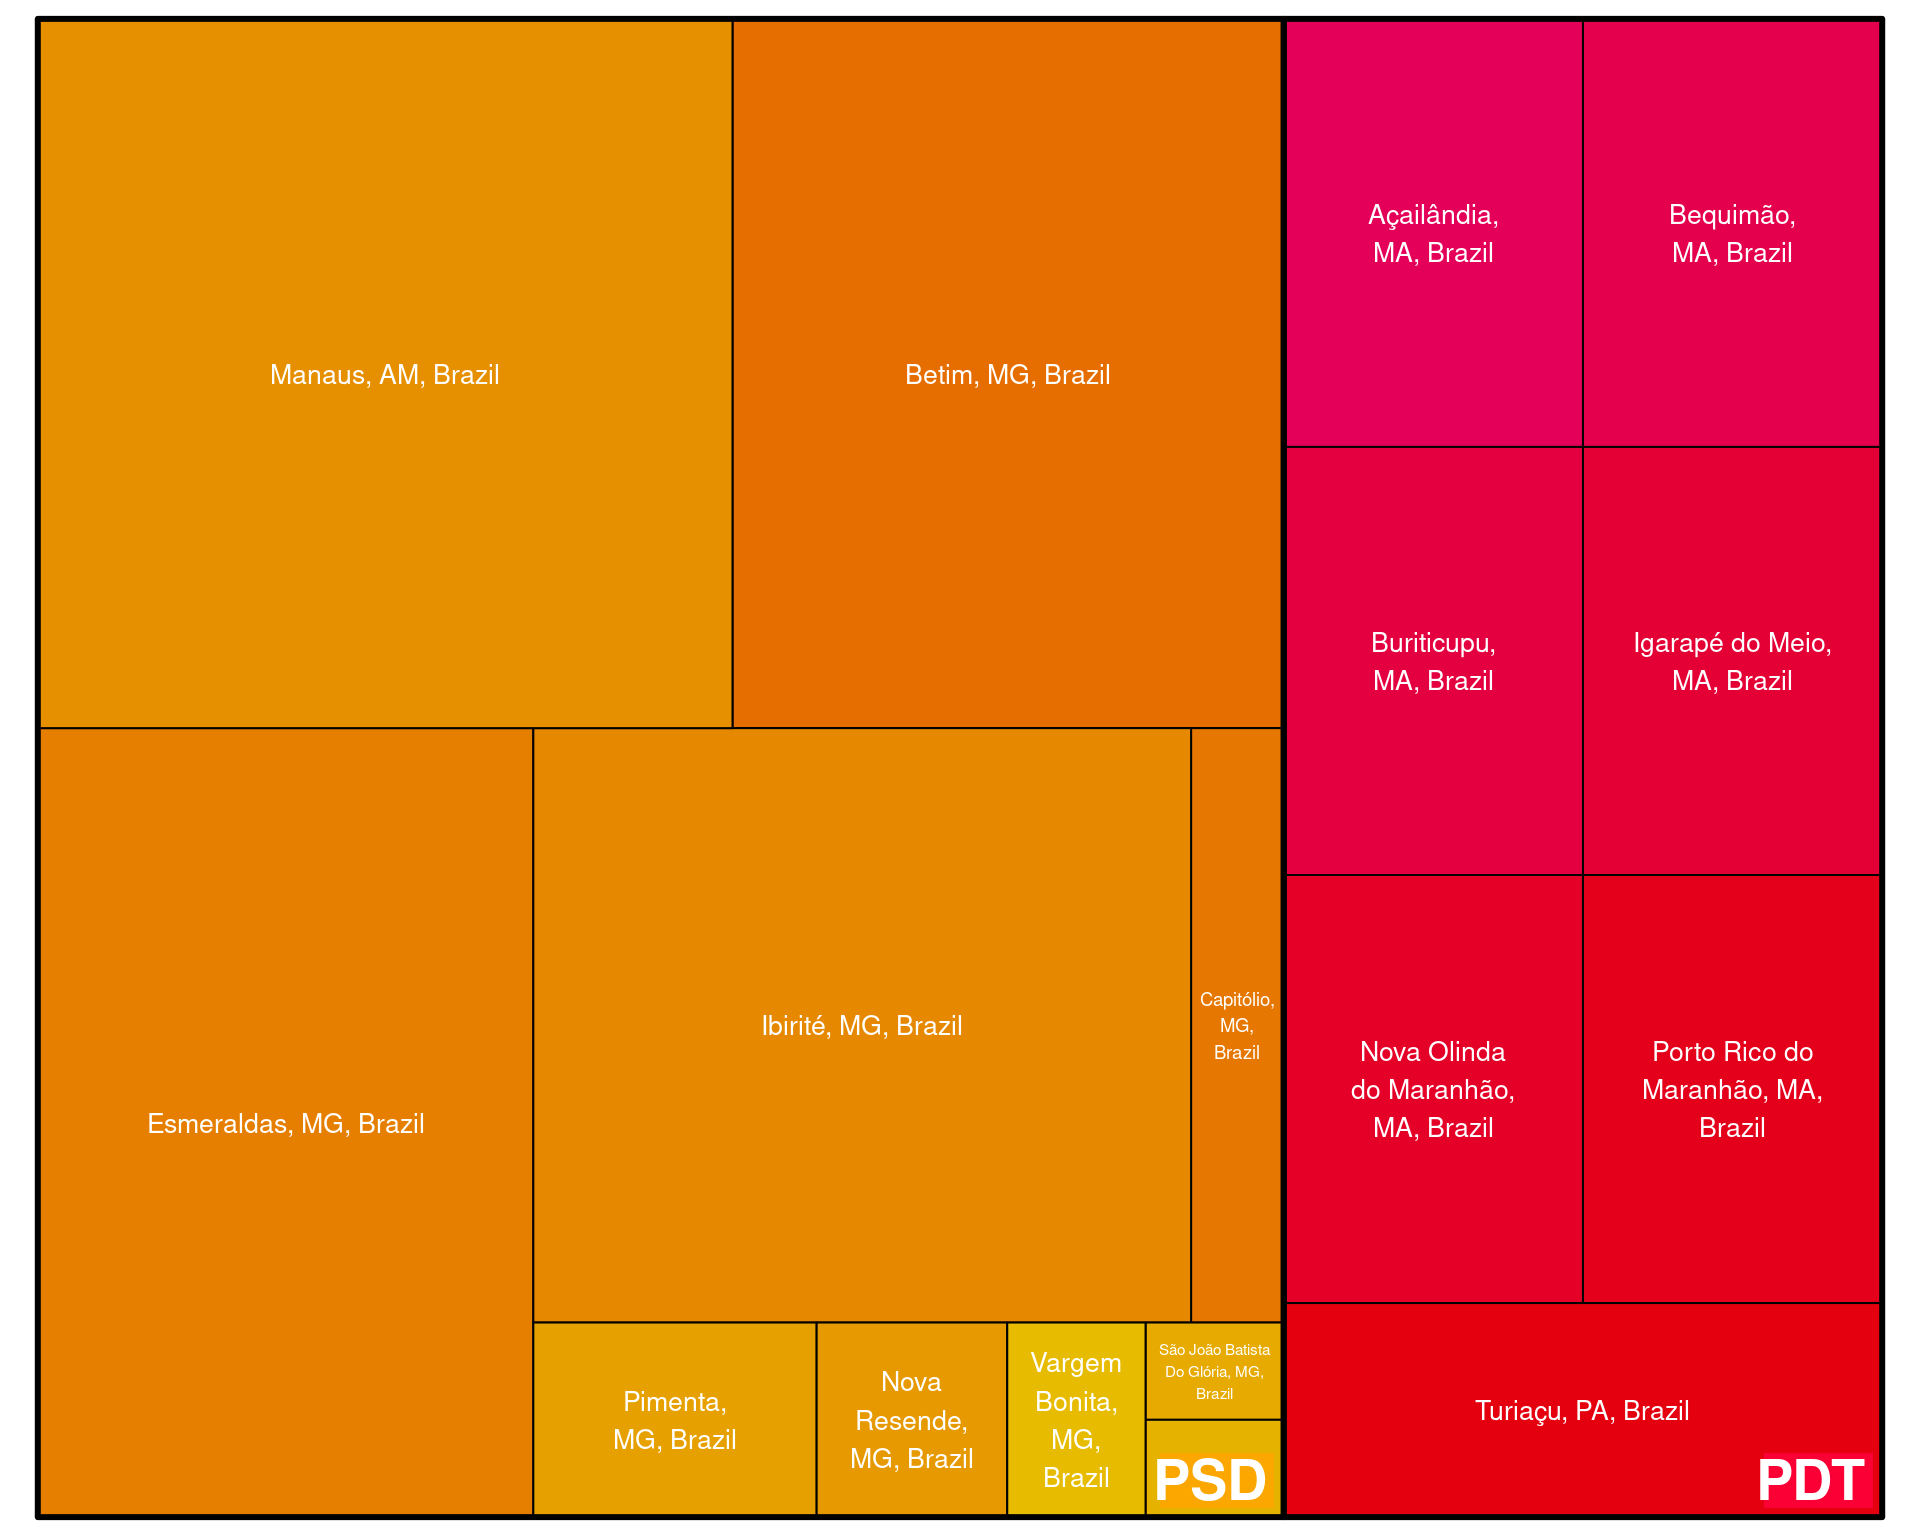 Manaus, AM, Brazil
Betim, MG, Brazil
Esmeraldas, MG, Brazil
Ibirité, MG, Brazil
Capitólio,
MG,
Brazil
Pimenta,
MG, Brazil
Nova
Resende,
MG, Brazil
Vargem
Bonita,
MG,
Brazil
São João Batista
Do Glória, MG,
Brazil
PSD
Açailândia,
MA, Brazil
Bequimão,
MA, Brazil
Buriticupu,
MA, Brazil
Igarapé do Meio,
MA, Brazil
Nova Olinda
do Maranhão,
MA, Brazil
Porto Rico do
Maranhão, MA,
Brazil
Turiaçu, PA, Brazil
PDT